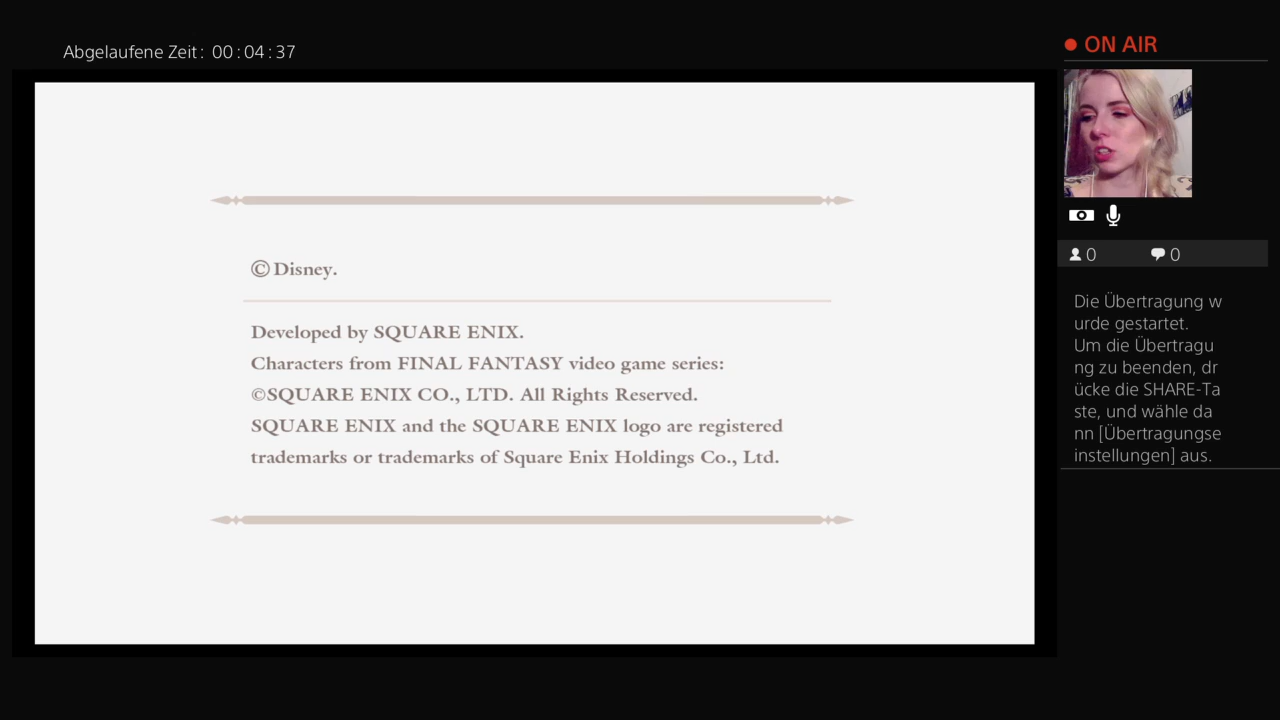 Abgelaufene Zeit: 00:04:37
ON AIR
© Disney.
Developed by SQUARE ENIX.
Characters from FINAL FANTASY video game series:
©SQUARE ENIX CO., LTD. All Rights Reserved.
SQUARE ENIX and the SQUARE ENIX logo are registered
trademarks or trademarks of Square Enix Holdings Co., Ltd.
0 0
Die Übertragung w
urde gestartet.
Um die Übertragu
ng zu beenden, dr
ücke die SHARE-Ta
ste, und wähle da
nn [Übertragungse
instellungen] aus.